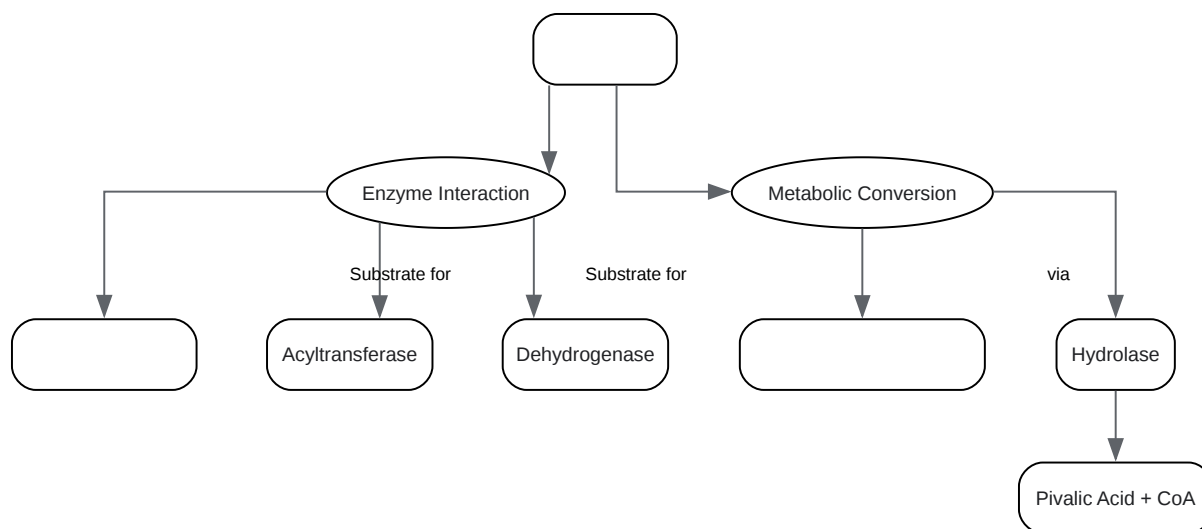 Enzyme Interaction
Metabolic Conversion
Substrate for
Substrate for
via
Acyltransferase
Dehydrogenase
Hydrolase
Pivalic Acid + CoA